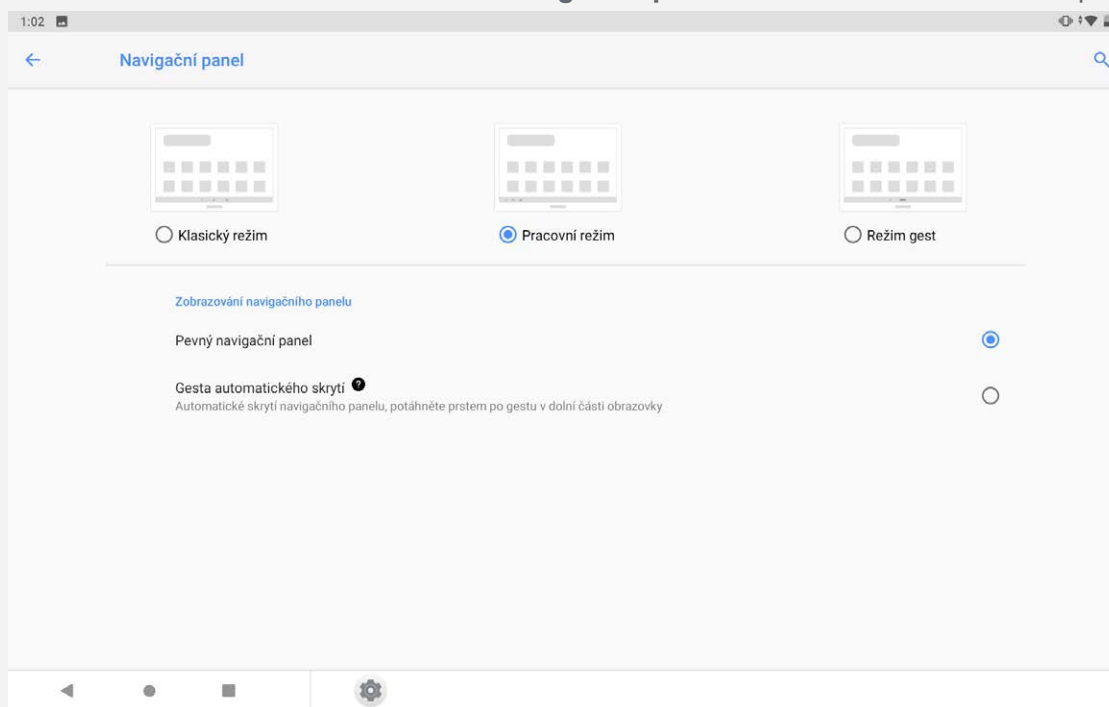 1:02
Navigační panel
Klasický režim
Pracovní režim
Režim gest
Zobrazování navigačního panelu
Pevný navigační panel
Gesta automatického skrytí ?
Automatické skrytí navigačního panelu, potáhněte prstem po gestu v dolní části obrazovky